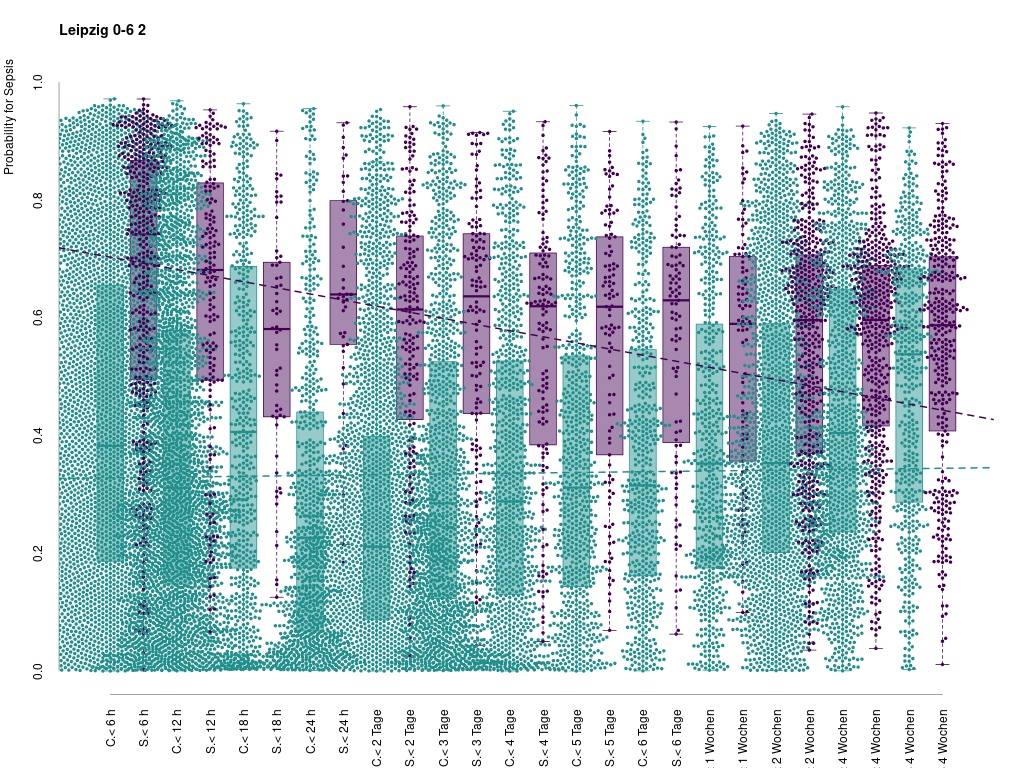 Leipzig 0-6 2
Probability for Sepsis
1.0
0.8
0.6
0.4
0.2
0.0
C.< 6 h
S.< 6 h
C.< 12 h
S.< 12 h
C.< 18 h
S.< 18 h
C.< 24 h
S.< 24 h
C.< 2 Tage
S.< 2 Tage
C.< 3 Tage
S.< 3 Tage
C.< 4 Tage
S.< 4 Tage
C.< 5 Tage
S.< 5 Tage
C.< 6 Tage
S.< 6 Tage
1 Wochen
1 Wochen
2 Wochen
2 Wochen
4 Wochen
4 Wochen
4 Wochen
4 Wochen